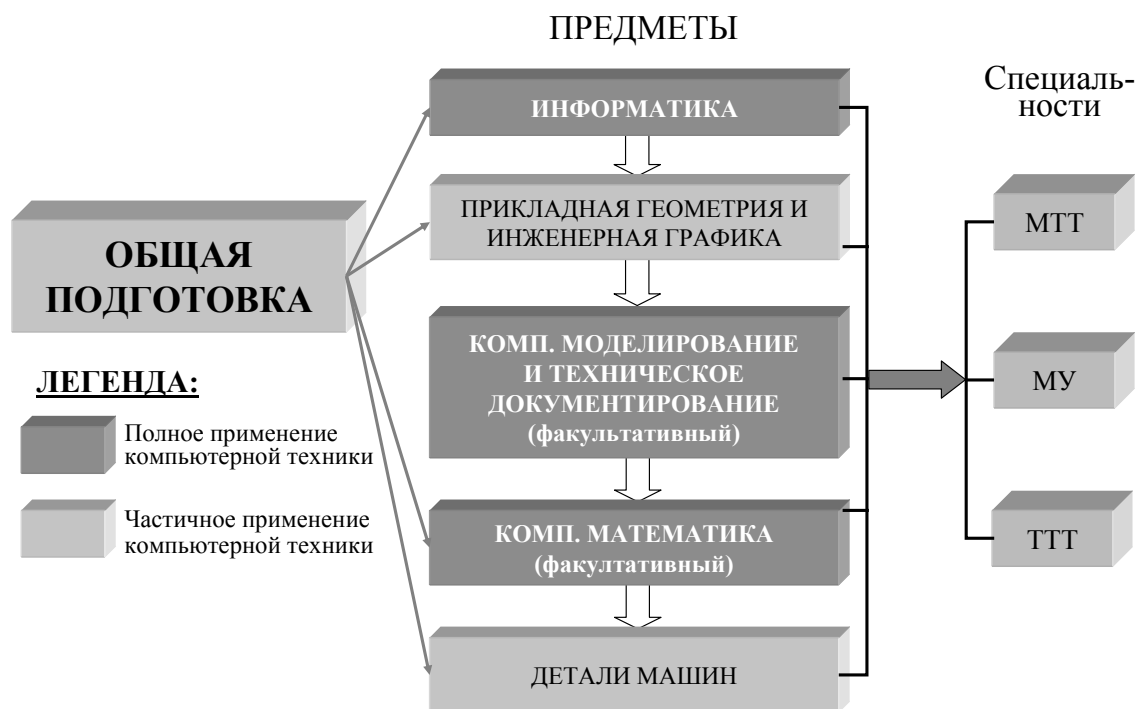 ПРЕДМЕТЫ
Специаль-
ности
ОБЩАЯ
ПОДГОТОВКА
ЛЕГЕНДА:
Полное применение
компьютерной техники
Частичное применение
компьютерной техники
ИНФОРМАТИКА
ПРИКЛАДНАЯ ГЕОМЕТРИЯ И
ИНЖЕНЕРНАЯ ГРАФИКА
КОМП. МОДЕЛИРОВАНИЕ
И ТЕХНИЧЕСКОЕ
ДОКУМЕНТИРОВАНИЕ
(факультативный)
КОМП. МАТЕМАТИКА
(факултативный)
ДЕТАЛИ МАШИН
МТТ
МУ
ТТТ